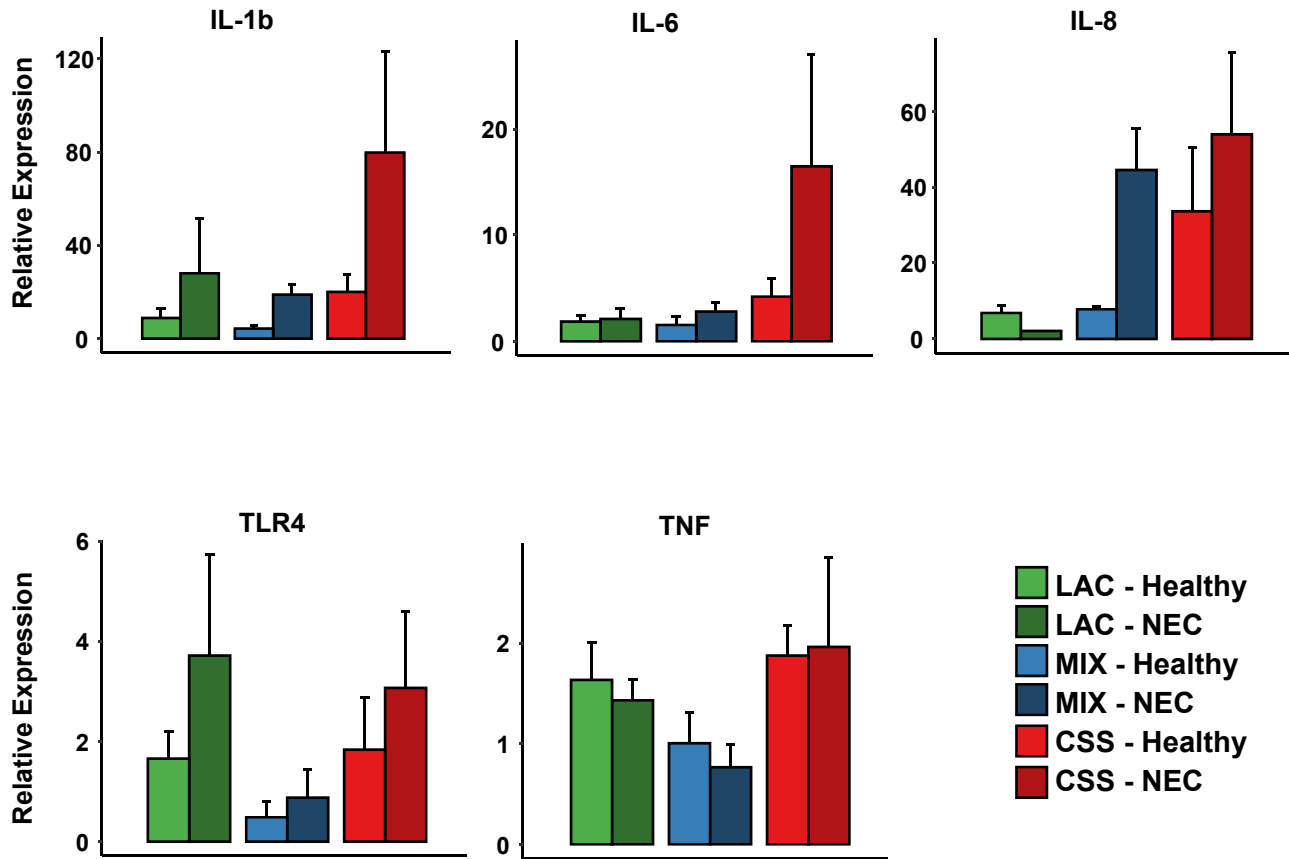 IL-1b
IL-6
IL-8
Relative Expression
120
80
40
0
20
10
0
60
40
20
0
TLR4
TNF
Relative Expression
6
4
2
0
2
1
0
LAC - Healthy
LAC - NEC
MIX - Healthy
MIX - NEC
CSS - Healthy
CSS - NEC